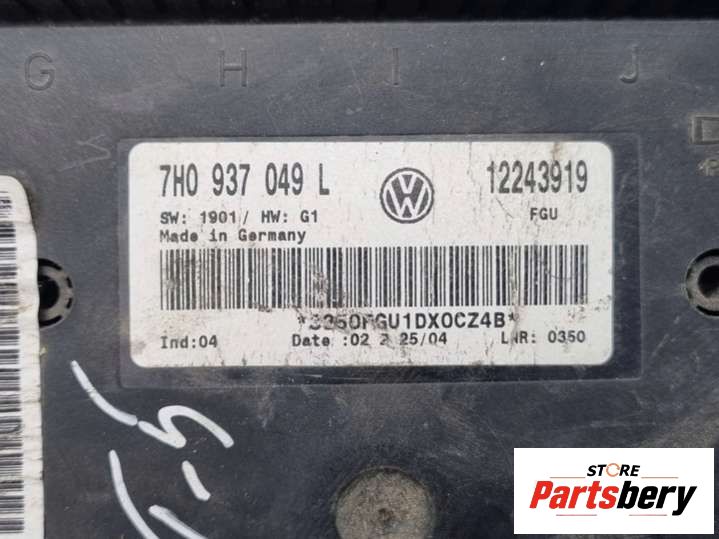 G H I J
7H0 937 049 L
12243919
SW: 1901/ HW: G1
FGU
Made in Germany
Ind:04
Date :02 25/04
LNR: 0350
STORE
Partsbery